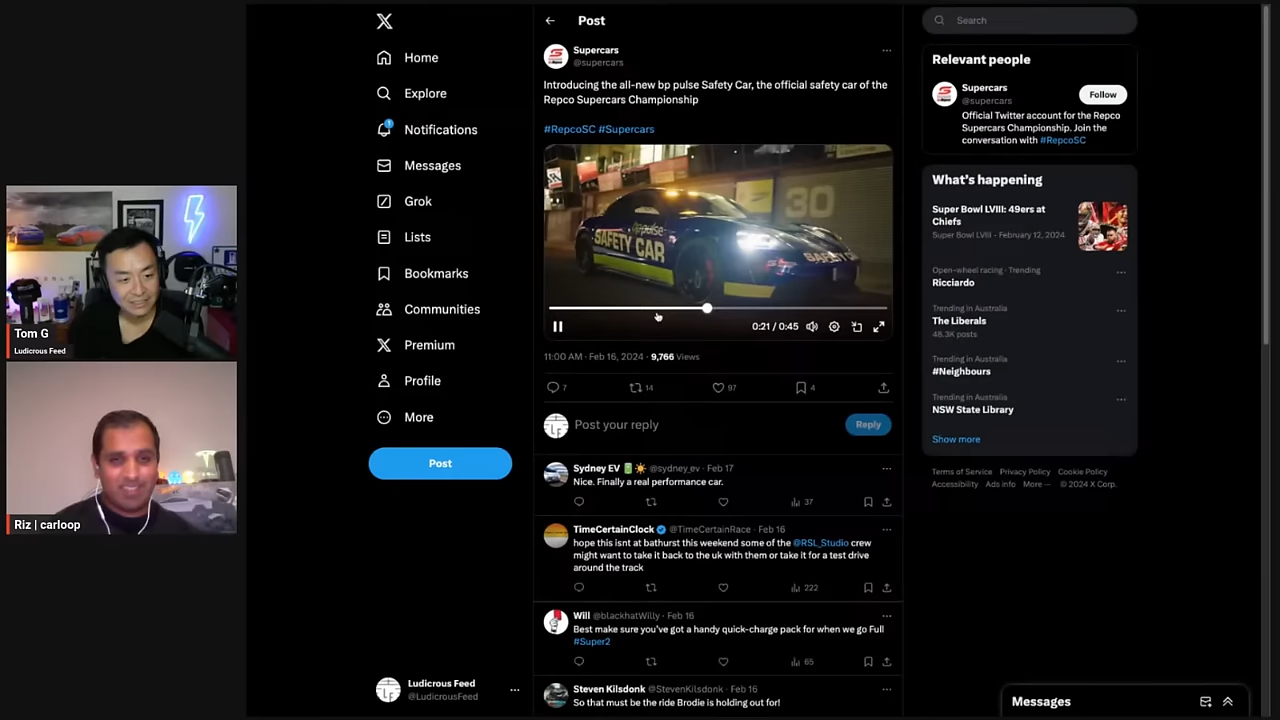 Home
Explore
Notifications
1
Messages
Grok
Lists
Bookmarks
Communities
Premium
Profile
More
Post
Ludicrous Feed
@LudicrousFeed
Tom G
Ludicrous Feed
Riz | carloop
Post
Supercars
@supercars
Introducing the all-new bp pulse Safety Car, the official safety car of the
Repco Supercars Championship
#RepcoSC #Supercars
30
pulse
SAFETY CAR
0:21 / 0:45
11:00 AM · Feb 16, 2024 · 9,766 Views
7
14
97
4
Post your reply
Reply
Sydney EV @sydney_ev · Feb 17
Nice. Finally a real performance car.
37
TimeCertainClock @TimeCertainRace · Feb 16
hope this isnt at bathurst this weekend some of the @RSL_Studio crew
might want to take it back to the uk with them or take it for a test drive
around the track
222
Will @blackhatWilly · Feb 16
Best make sure you've got a handy quick-charge pack for when we go Full
#Super2
65
Steven Kilsdonk @StevenKilsdonk · Feb 16
So that must be the ride Brodie is holding out for!
Search
Relevant people
Supercars
@supercars
Follow
Official Twitter account for the Repco
Supercars Championship. Join the
conversation with #RepcoSC
What's happening
Super Bowl LVIII: 49ers at
Chiefs
Super Bowl LVIII · February 12, 2024
Open-wheel racing · Trending
Ricciardo
Trending in Australia
The Liberals
48.3K posts
Trending in Australia
#Neighbours
Trending in Australia
NSW State Library
Show more
Terms of Service Privacy Policy Cookie Policy
Accessibility Ads info More ··· © 2024 X Corp.
Messages